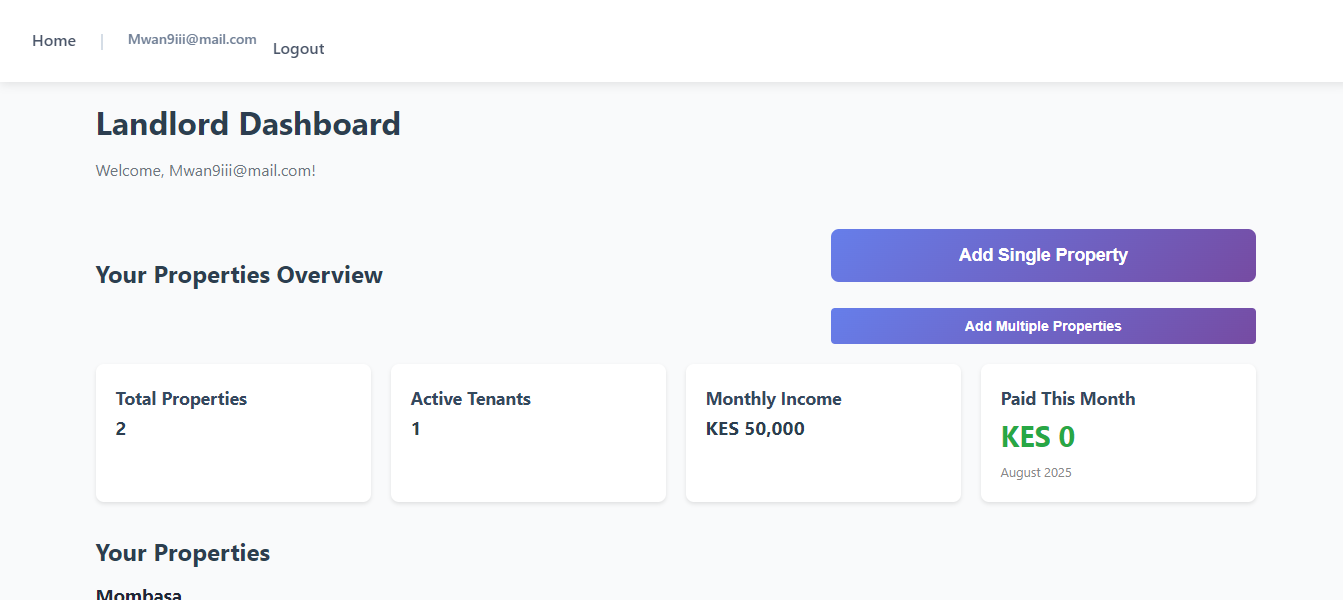 Home | Mwan9iii@mail.com Logout
Landlord Dashboard
Welcome, Mwan9iii@mail.com!
Your Properties Overview
Add Single Property
Add Multiple Properties
Total Properties
2
Active Tenants
1
Monthly Income
KES 50,000
Paid This Month
KES 0
August 2025
Your Properties
Mombasa